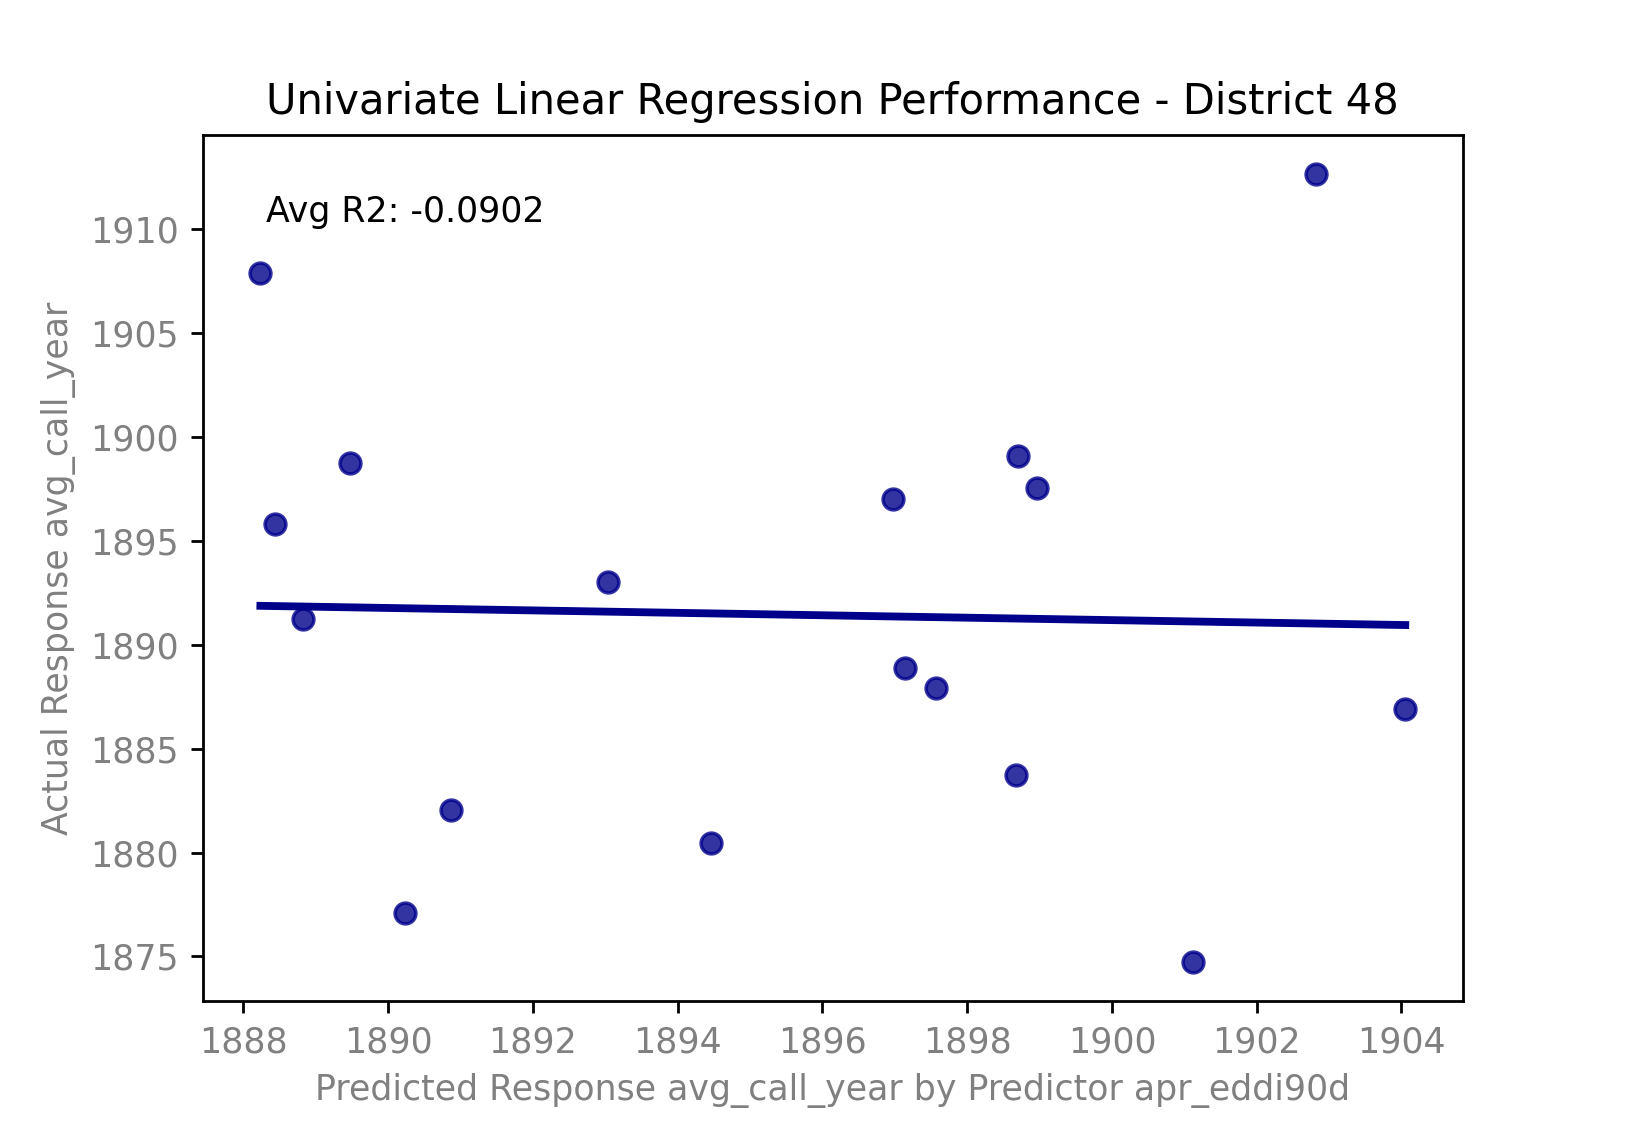 Univariate Linear Regression Performance - District 48
Avg R2: -0.0902
1910
1905
1900
1895
1890
1885
1880
1875
Actual Response avg_call_year
1888 1890 1892 1894 1896 1898 1900 1902 1904
Predicted Response avg_call_year by Predictor apr_eddi90d